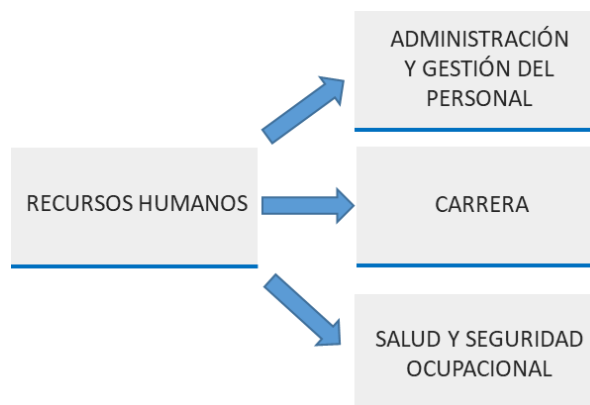 ADMINISTRACIÓN
Y GESTIÓN DEL
PERSONAL
RECURSOS HUMANOS
CARRERA
SALUD Y SEGURIDAD
OCUPACIONAL